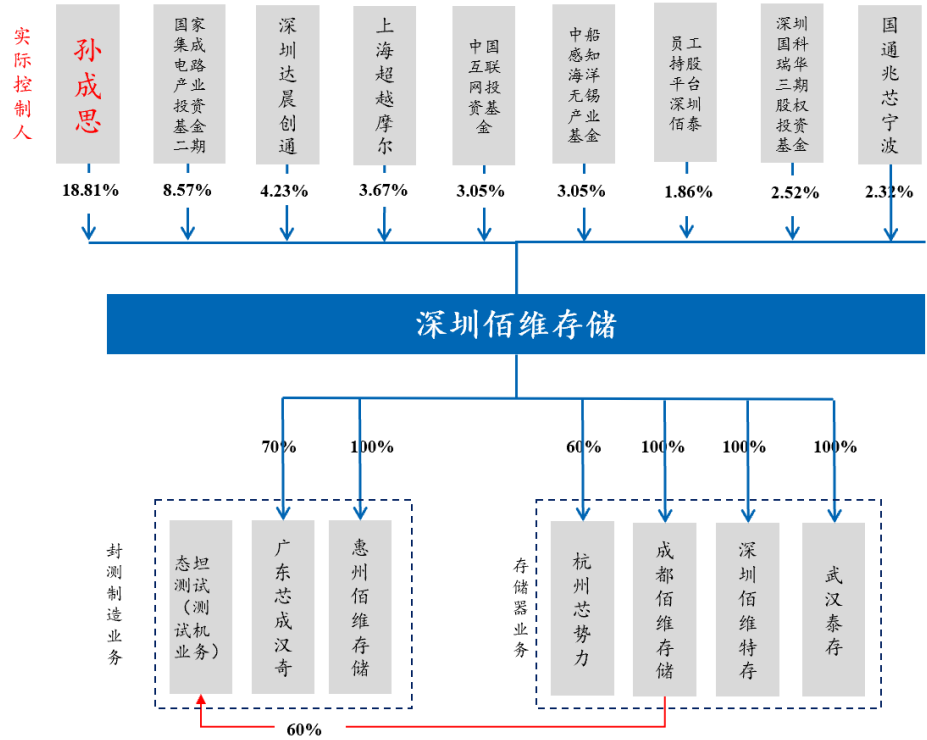 实际控制人
孙成思
国家集成电路产业投资基金二期
深圳达晨创通
上海超越摩尔
中国互联网投资基金
中船感知海洋无锡产业基金
员工持股平台深圳佰泰
深圳国科瑞华三期股权投资基金
国通兆芯宁波
18.81%
8.57%
4.23%
3.67%
3.05%
3.05%
1.86%
2.52%
2.32%
深圳佰维存储
70%
100%
60%
100%
100%
100%
封测制造业务
态坦测试（测试机业务）
广东芯成汉奇
惠州佰维存储
存储器业务
杭州芯势力
成都佰维存储
深圳佰维特存
武汉泰存
60%